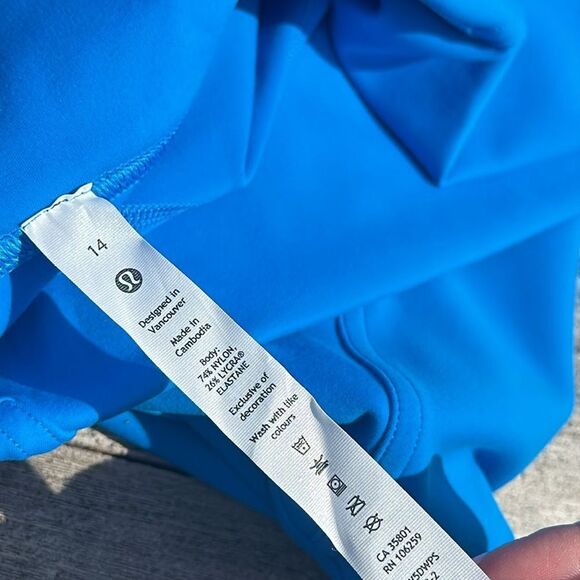 14
Designed in
Vancouver
Made in
Cambodia
Body:
74% NYLON,
26% LYCRA®
ELASTANE
Exclusive of
decoration
Wash with like
colours
CA 35801
RN 106259